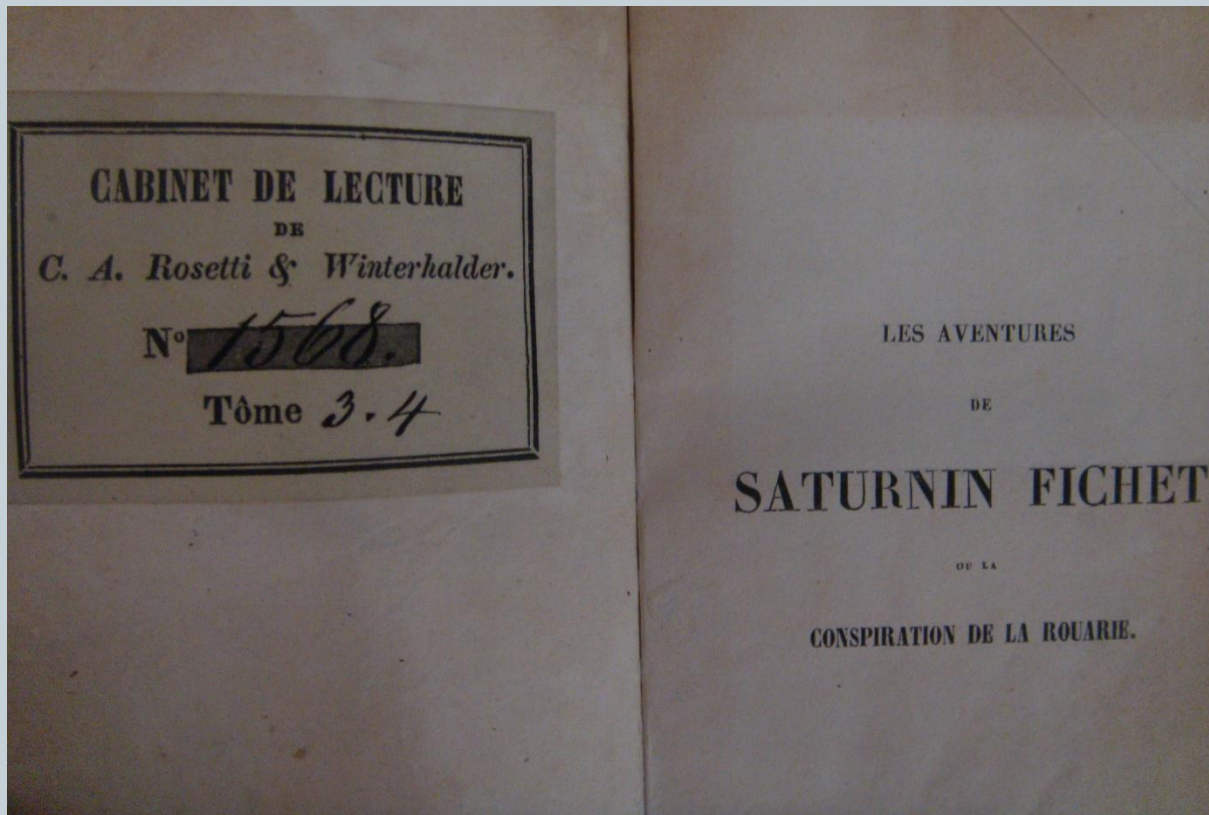 CABINET DE LECTURE
DE
C. A. Rosetti & Winterhalder.
No 1568.
Tôme 3.4
LES AVENTURES
DE
SATURNIN FICHET
OU LA
CONSPIRATION DE LA ROUARIE.